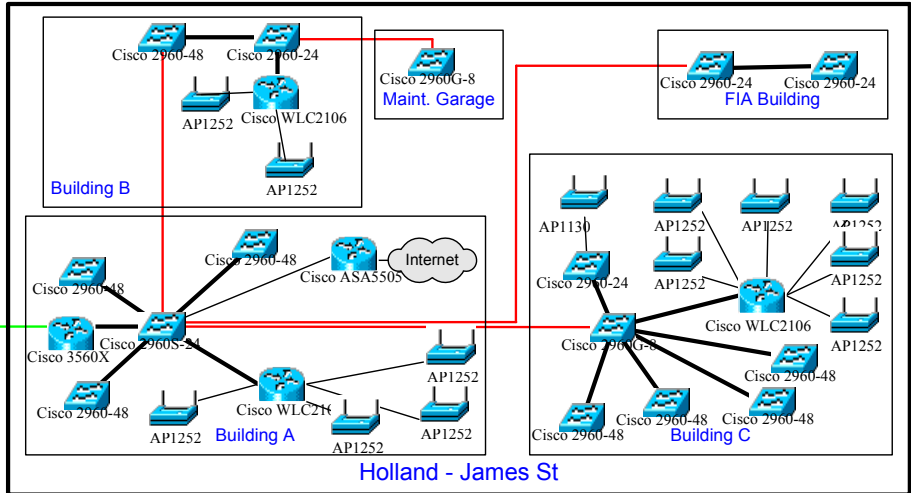 Cisco 2960-48
Cisco 2960-24
AP1252
Cisco WLC2106
AP1252
Building B
Cisco 2960G-8
Maint. Garage
Cisco 2960-24
Cisco 2960-24
FIA Building
Cisco 2960-48
Cisco 2960-48
Cisco ASA5505
Internet
Cisco 3560X
Cisco 2960S-24
Cisco 2960-48
AP1252
Cisco WLC210
AP1252
AP1252
AP1252
Building A
AP1130
AP1252
AP1252
AP1252
Cisco 2960-24
AP1252
AP1252
Cisco WLC2106
AP1252
Cisco 2960G-8
Cisco 2960-48
Cisco 2960-48
Cisco 2960-48
Cisco 2960-48
Building C
Holland - James St